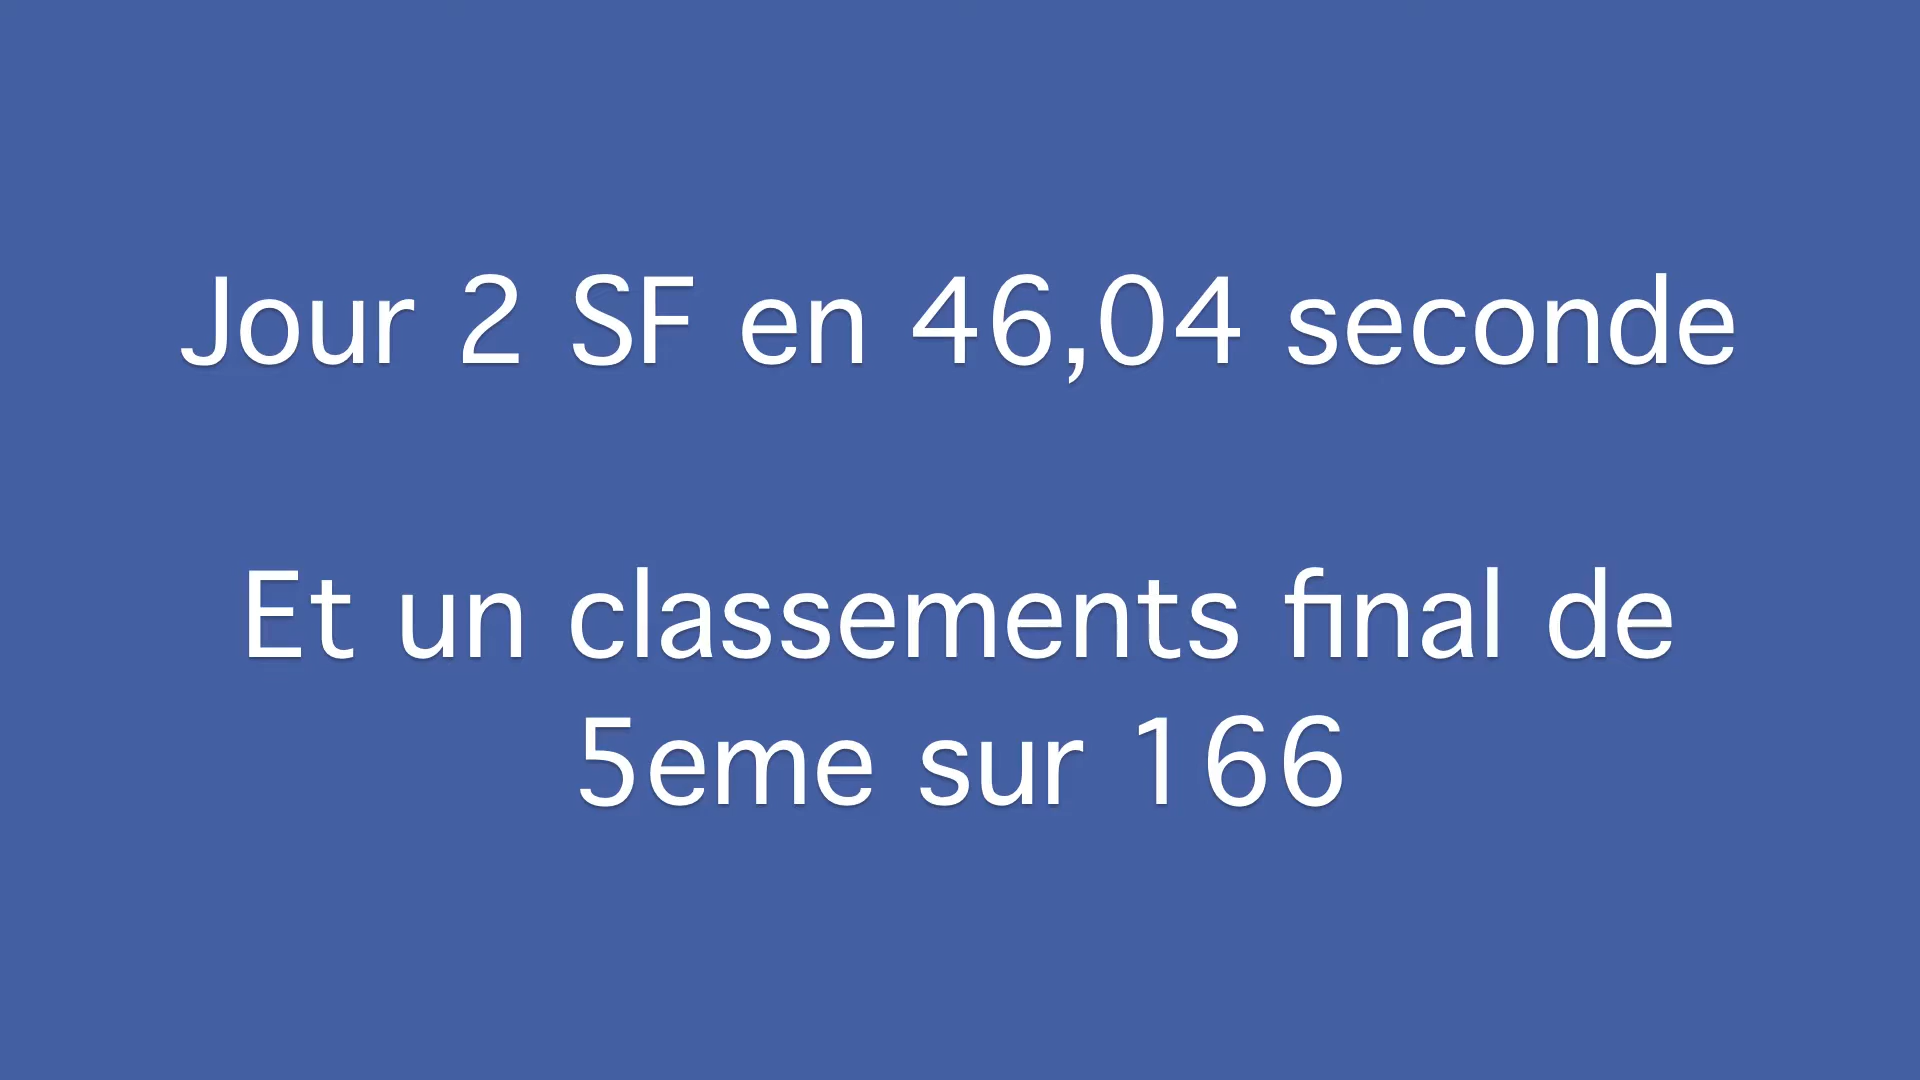 Jour 2 SF en 46,04 seconde
Et un classements final de
5eme sur 166